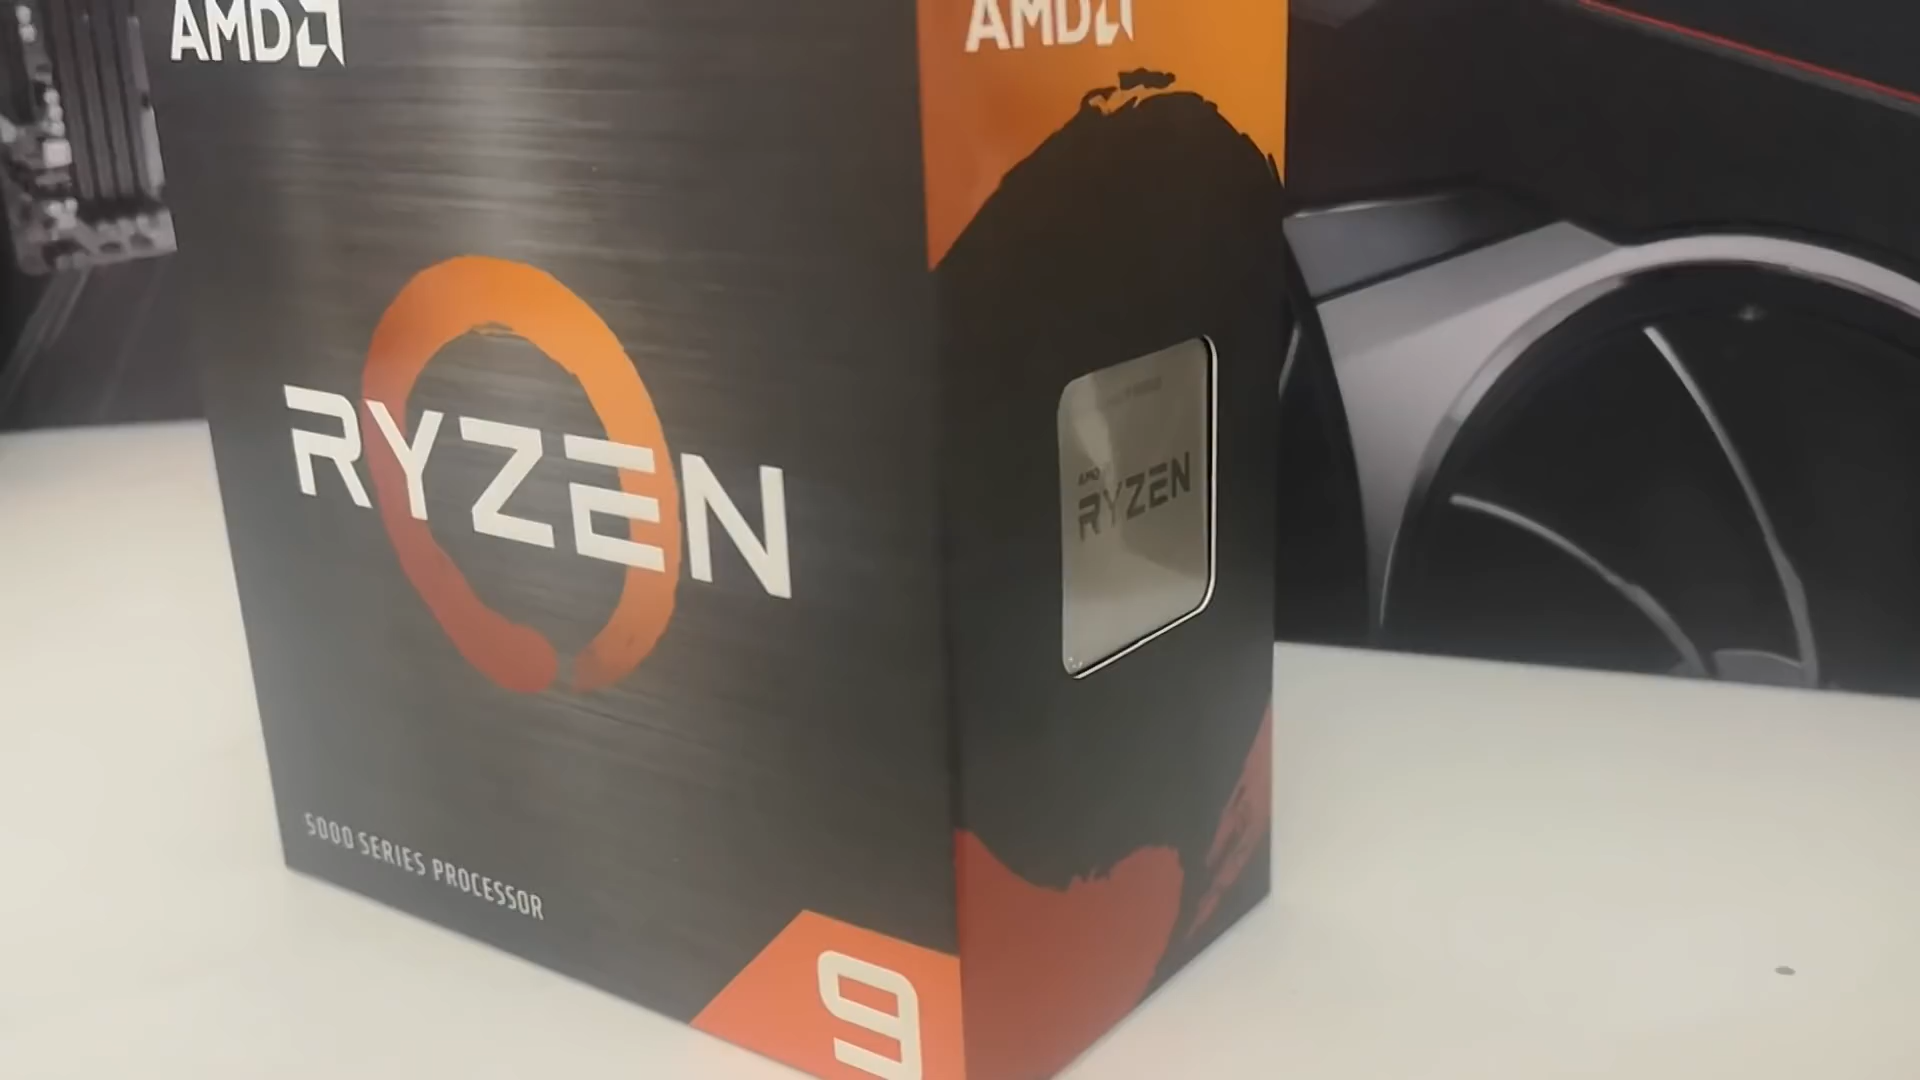 AMD
RYZEN
5000 SERIES PROCESSOR
9
AMD
AMD
RYZEN